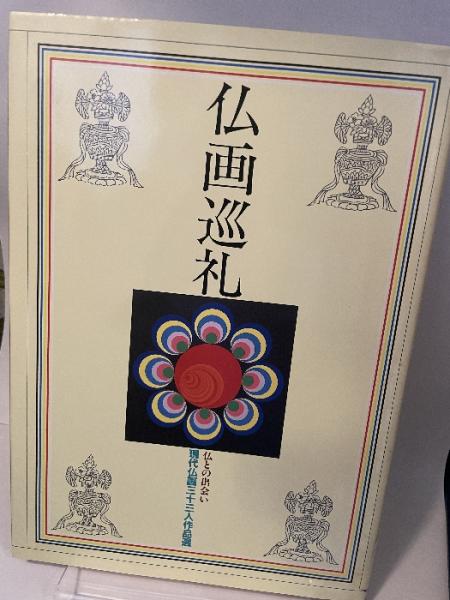 仏画巡礼
仏との出会い
現代仏画三十三人作品選